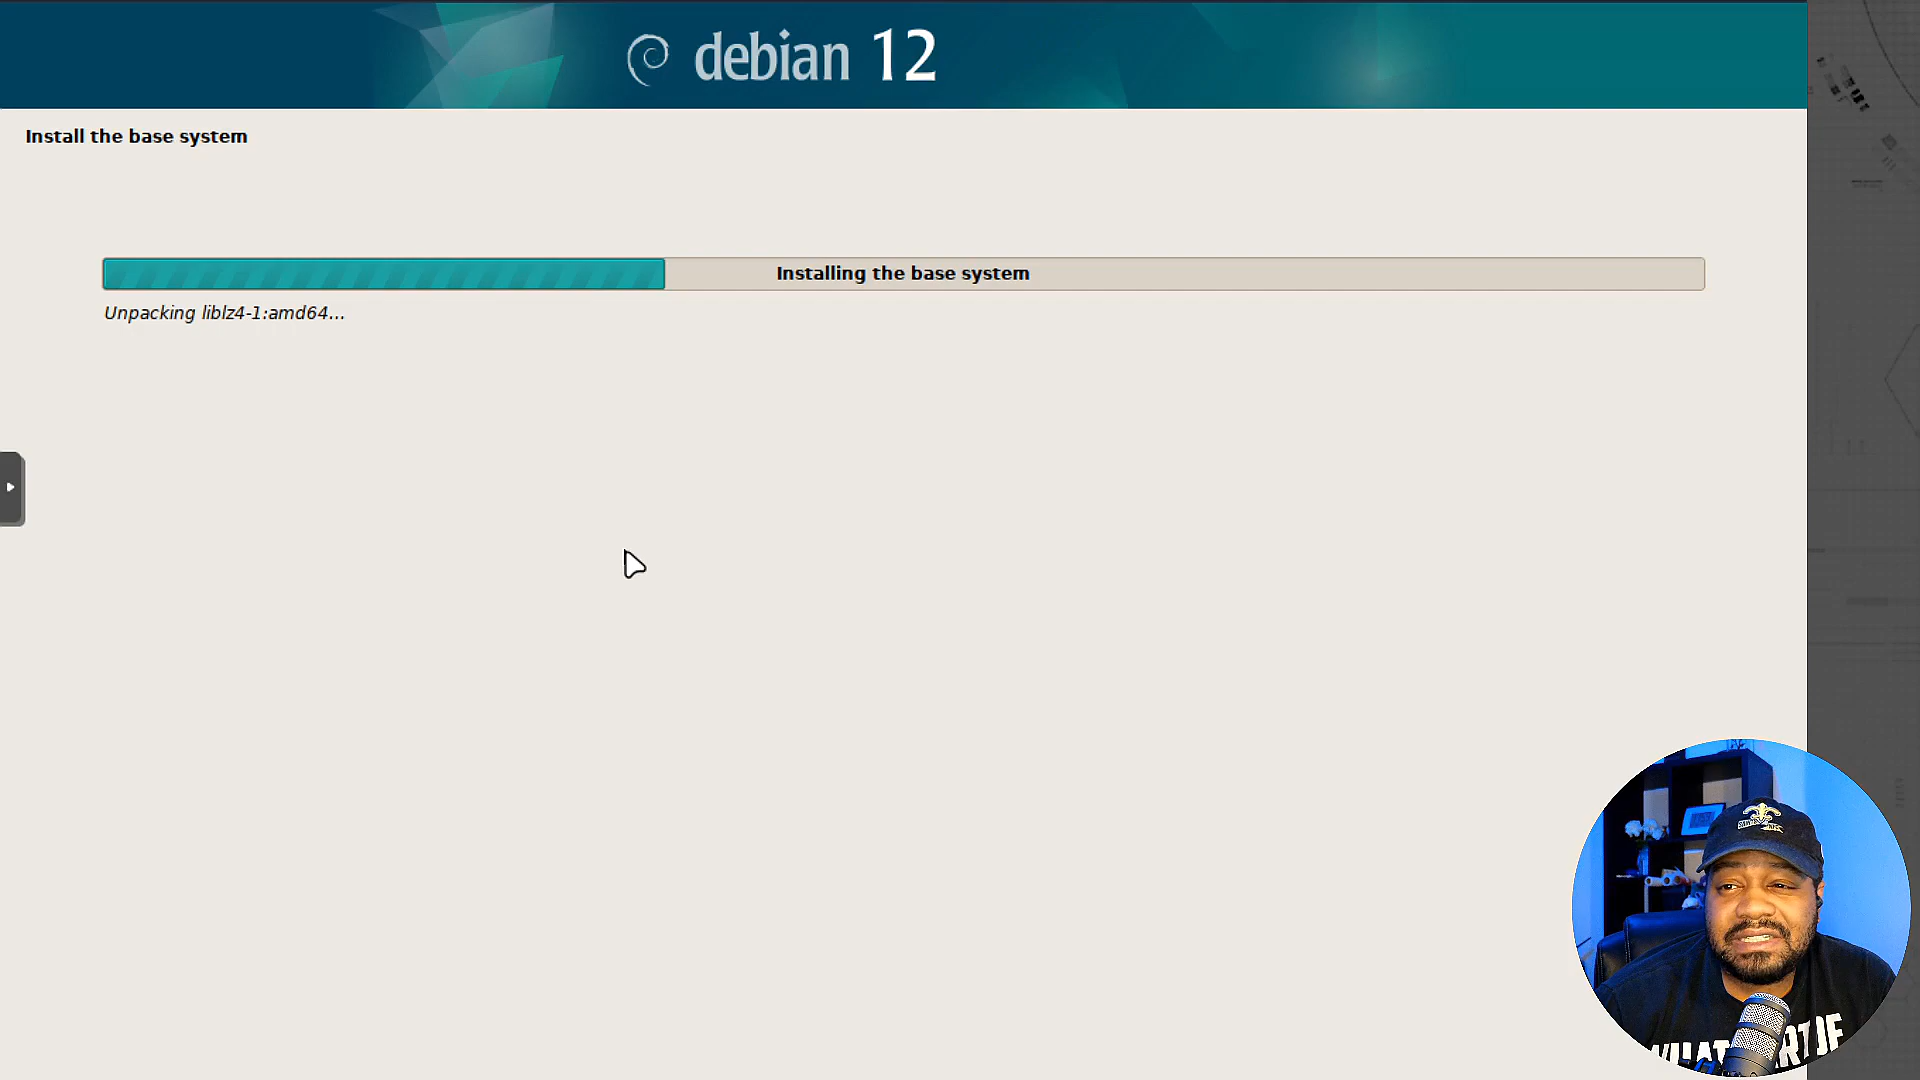 debian 12
Install the base system
Installing the base system
Unpacking liblz4-1:amd64...